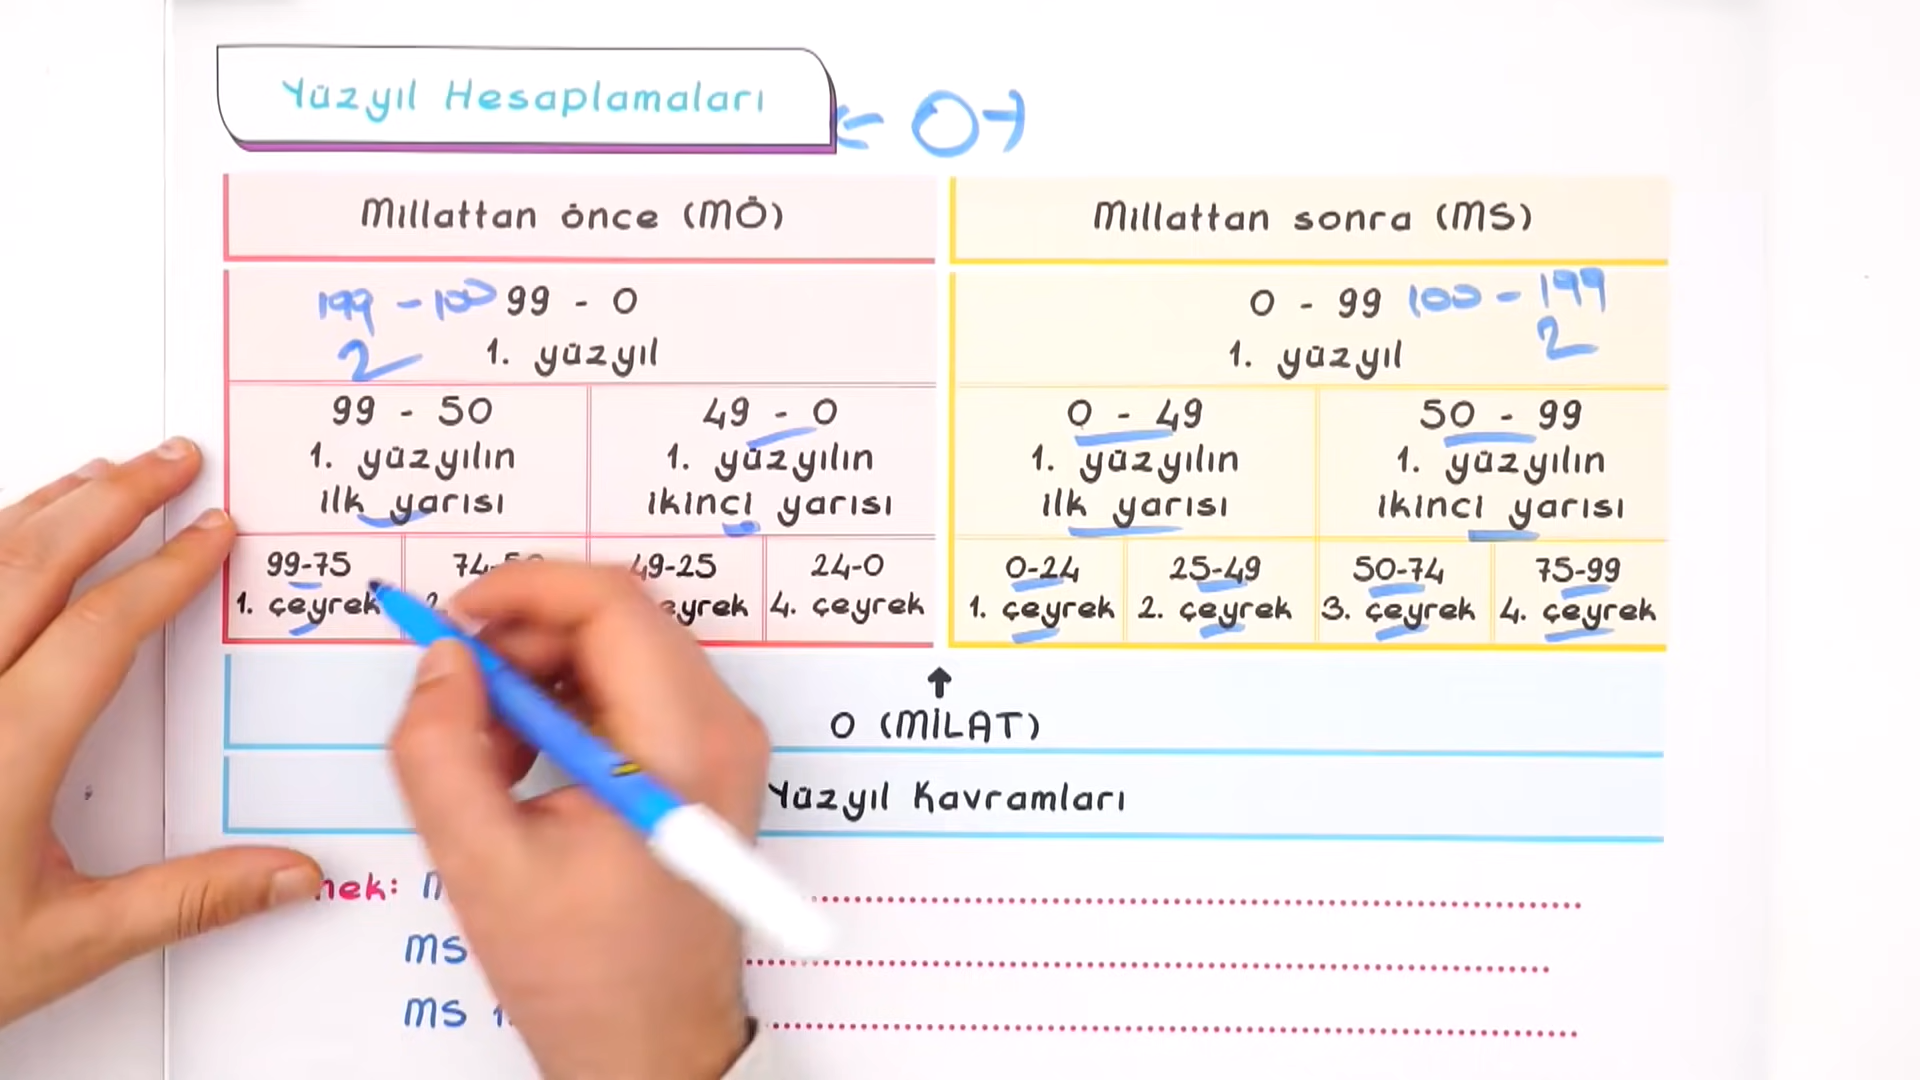 Yüzyıl Hesaplamaları
← 0 →
Millattan önce (MÖ)
Millattan sonra (MS)
199 - 100 99 - 0
2 1. yüzyıl
0 - 99 100 - 199
1. yüzyıl 2
99 - 50
1. yüzyılın
ilk yarısı
49 - 0
1. yüzyılın
ikinci yarısı
0 - 49
1. yüzyılın
ilk yarısı
50 - 99
1. yüzyılın
ikinci yarısı
99-75
1. çeyrek
49-25
24-0
4. çeyrek
0-24
1. çeyrek
25-49
2. çeyrek
50-74
3. çeyrek
75-99
4. çeyrek
↑
0 (MİLAT)
Yüzyıl Kavramları
MS
MS